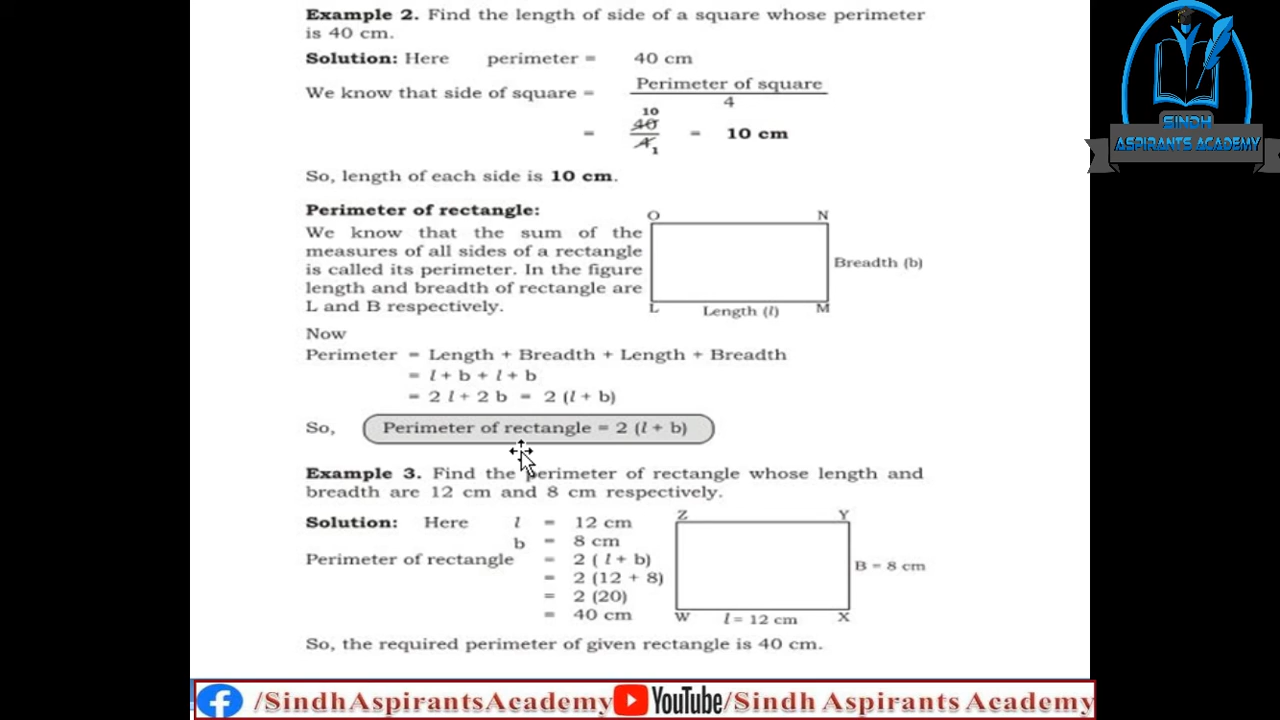 Example 2. Find the length of side of a square whose perimeter
is 40 cm.
Solution: Here perimeter = 40 cm
We know that side of square = Perimeter of square
4
10
= 40 = 10 cm
4 1
So, length of each side is 10 cm.
Perimeter of rectangle:
We know that the sum of the
measures of all sides of a rectangle
is called its perimeter. In the figure
length and breadth of rectangle are
L and B respectively.
O N
Breadth (b)
L Length (l) M
Now
Perimeter = Length + Breadth + Length + Breadth
= l + b + l + b
= 2 l + 2 b = 2 (l + b)
So, Perimeter of rectangle = 2 (l + b)
Example 3. Find the perimeter of rectangle whose length and
breadth are 12 cm and 8 cm respectively.
Solution: Here l = 12 cm
b = 8 cm
Perimeter of rectangle = 2 ( l + b)
= 2 (12 + 8)
= 2 (20)
= 40 cm
Z Y
B = 8 cm
W l = 12 cm X
So, the required perimeter of given rectangle is 40 cm.
SINDH
ASPIRANTS ACADEMY
/SindhAspirantsAcademy YouTube/Sindh Aspirants Academy